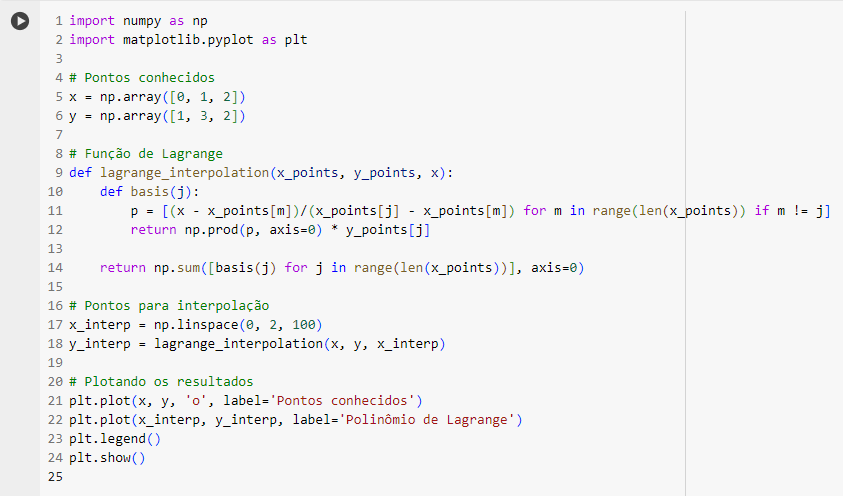 1 import numpy as np
2 import matplotlib.pyplot as plt
3
4 # Pontos conhecidos
5 x = np.array([0, 1, 2])
6 y = np.array([1, 3, 2])
7
8 # Função de Lagrange
9 def lagrange_interpolation(x_points, y_points, x):
10     def basis(j):
11         p = [(x - x_points[m])/(x_points[j] - x_points[m]) for m in range(len(x_points)) if m != j]
12         return np.prod(p, axis=0) * y_points[j]
13
14     return np.sum([basis(j) for j in range(len(x_points))], axis=0)
15
16 # Pontos para interpolação
17 x_interp = np.linspace(0, 2, 100)
18 y_interp = lagrange_interpolation(x, y, x_interp)
19
20 # Plotando os resultados
21 plt.plot(x, y, 'o', label='Pontos conhecidos')
22 plt.plot(x_interp, y_interp, label='Polinômio de Lagrange')
23 plt.legend()
24 plt.show()
25